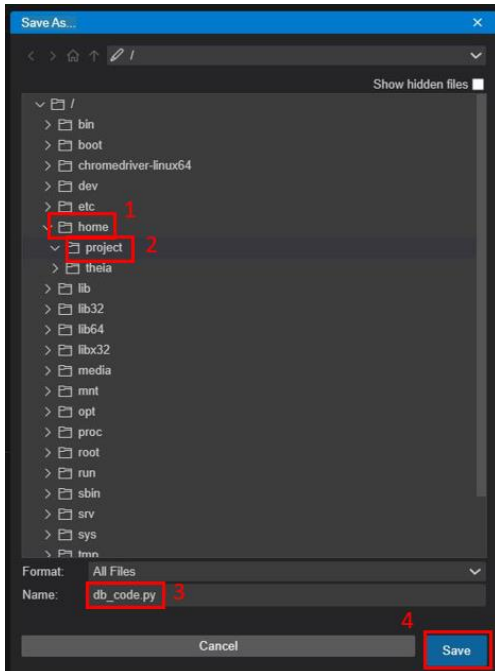 Save As...
/
Show hidden files
/
bin
boot
chromedriver-linux64
dev
etc
1
home
project 2
theia
lib
lib32
lib64
libx32
media
mnt
opt
proc
root
run
sbin
srv
sys
tmp
Format: All Files
Name: db_code.py 3
4
Cancel Save